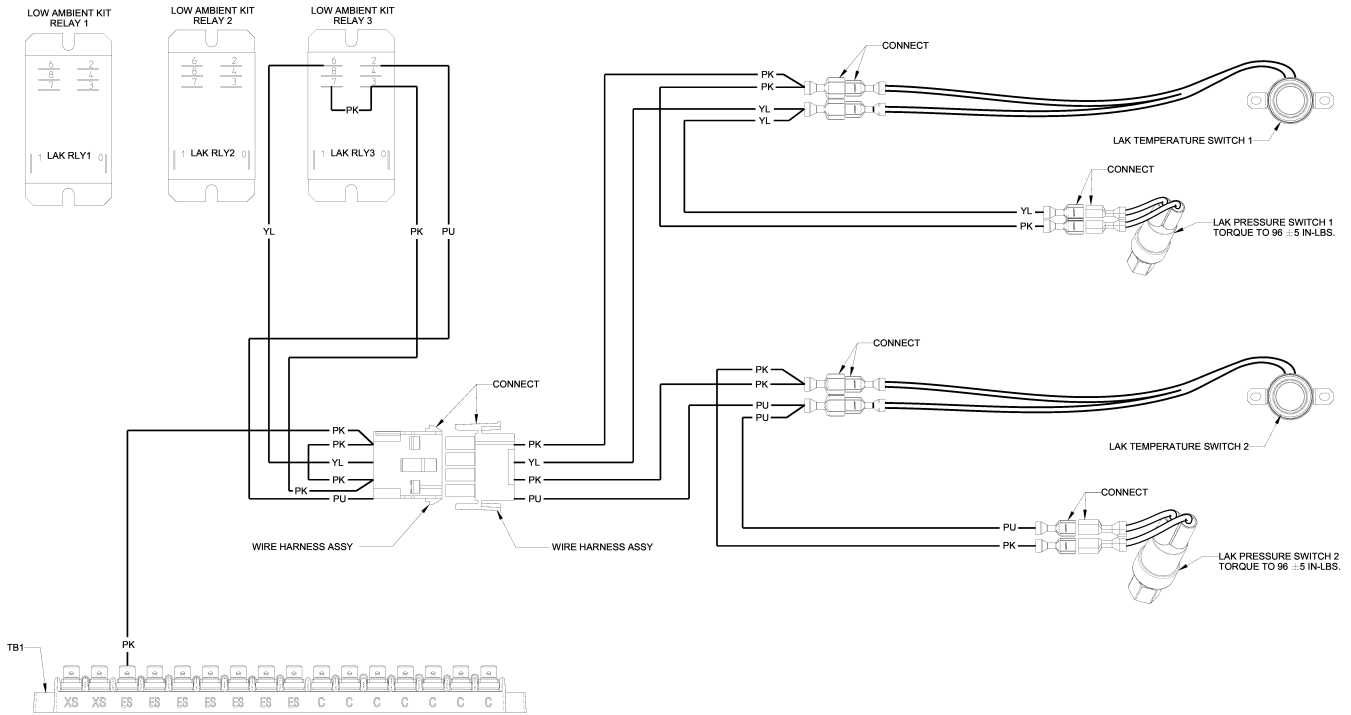 LOW AMBIENT KIT
RELAY 1
LOW AMBIENT KIT
RELAY 2
LOW AMBIENT KIT
RELAY 3
6 2
8 4
7 3
1 LAK RLY1 0
6 2
8 4
7 3
1 LAK RLY2 0
6 2
8 4
7 3
PK
1 LAK RLY3 0
YL
PK
PU
PK
PK
YL
YL
CONNECT
LAK TEMPERATURE SWITCH 1
CONNECT
YL
PK
LAK PRESSURE SWITCH 1
TORQUE TO 96 ±5 IN-LBS.
CONNECT
PK
PK
PU
PU
CONNECT
LAK TEMPERATURE SWITCH 2
PK
PK
YL
PK
PK
PU
PK
YL
PK
PU
WIRE HARNESS ASSY
WIRE HARNESS ASSY
CONNECT
PU
PK
LAK PRESSURE SWITCH 2
TORQUE TO 96 ±5 IN-LBS.
PK
TB1
XS XS ES ES ES ES ES ES ES C C C C C C C